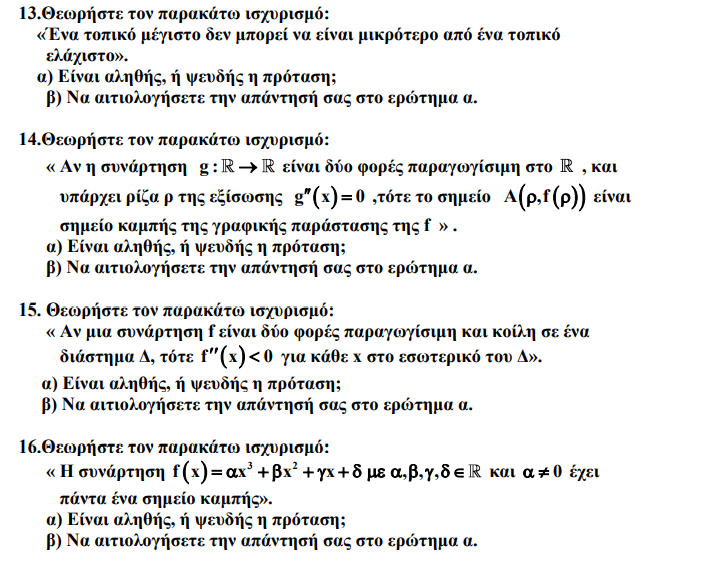 13.Θεωρήστε τον παρακάτω ισχυρισμό:
«Ένα τοπικό μέγιστο δεν μπορεί να είναι μικρότερο από ένα τοπικό
ελάχιστο».
α) Είναι αληθής, ή ψευδής η πρόταση;
β) Να αιτιολογήσετε την απάντησή σας στο ερώτημα α.
14.Θεωρήστε τον παρακάτω ισχυρισμό:
« Αν η συνάρτηση g : ℝ → ℝ είναι δύο φορές παραγωγίσιμη στο ℝ , και
υπάρχει ρίζα ρ της εξίσωσης g″(x) = 0 ,τότε το σημείο Α(ρ,f(ρ)) είναι
σημείο καμπής της γραφικής παράστασης της f » .
α) Είναι αληθής, ή ψευδής η πρόταση;
β) Να αιτιολογήσετε την απάντησή σας στο ερώτημα α.
15. Θεωρήστε τον παρακάτω ισχυρισμό:
« Αν μια συνάρτηση f είναι δύο φορές παραγωγίσιμη και κοίλη σε ένα
διάστημα Δ, τότε f″(x) < 0 για κάθε x στο εσωτερικό του Δ».
α) Είναι αληθής, ή ψευδής η πρόταση;
β) Να αιτιολογήσετε την απάντησή σας στο ερώτημα α.
16.Θεωρήστε τον παρακάτω ισχυρισμό:
« Η συνάρτηση f(x) = αx³ + βx² + γx + δ με α,β,γ,δ ∈ ℝ και α ≠ 0 έχει
πάντα ένα σημείο καμπής».
α) Είναι αληθής, ή ψευδής η πρόταση;
β) Να αιτιολογήσετε την απάντησή σας στο ερώτημα α.